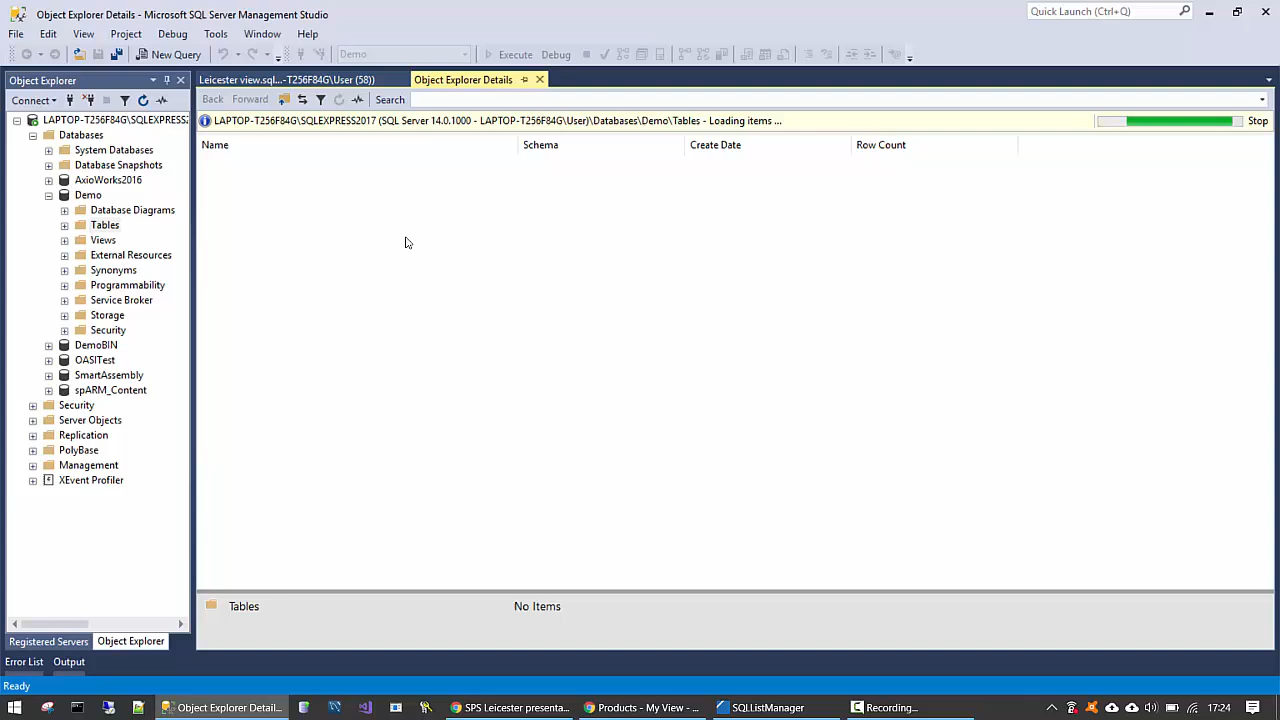 Object Explorer Details - Microsoft SQL Server Management Studio
Quick Launch (Ctrl+Q)
File Edit View Project Debug Tools Window Help
New Query Demo Execute Debug
Object Explorer
Leicester view.sql...-T256F84G\User (58))
Object Explorer Details
Connect
Back Forward Search
LAPTOP-T256F84G\SQLEXPRESS2017 (SQL Server 14.0.1000 - LAPTOP-T256F84G\User)\Databases\Demo\Tables - Loading items ...
Stop
Name Schema Create Date Row Count
LAPTOP-T256F84G\SQLEXPRESS
Databases
System Databases
Database Snapshots
AxioWorks2016
Demo
Database Diagrams
Tables
Views
External Resources
Synonyms
Programmability
Service Broker
Storage
Security
DemoBIN
OASITest
SmartAssembly
spARM_Content
Security
Server Objects
Replication
PolyBase
Management
XEvent Profiler
Tables No Items
Registered Servers Object Explorer
Error List Output
Ready
Object Explorer Detail...
SPS Leicester presenta...
Products - My View - ...
SQLListManager
Recording...
17:24